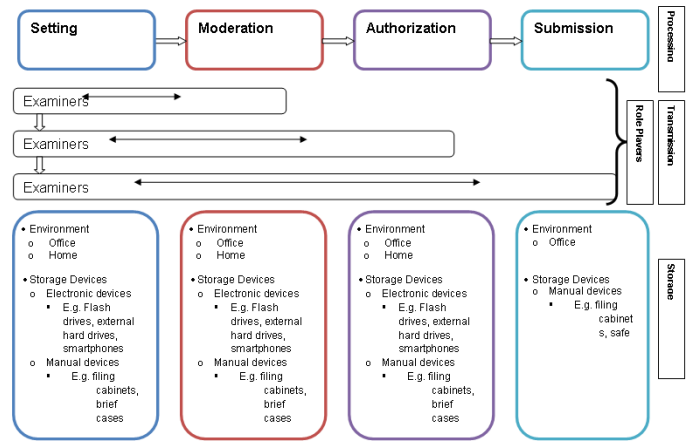 Setting
Moderation
Authorization
Submission
Processing
Examiners
Examiners
Examiners
Role Players
Transmission
• Environment
o Office
o Home
• Storage Devices
o Electronic devices
▪ E.g. Flash
drives, external
hard drives,
smartphones
o Manual devices
▪ E.g. filing
cabinets,
brief
cases
• Environment
o Office
o Home
• Storage Devices
o Electronic devices
▪ E.g. Flash
drives, external
hard drives,
smartphones
o Manual devices
▪ E.g. filing
cabinets,
brief
cases
• Environment
o Office
o Home
• Storage Devices
o Electronic devices
▪ E.g. Flash
drives, external
hard drives,
smartphones
o Manual devices
▪ E.g. filing
cabinets,
brief
cases
• Environment
o Office
• Storage Devices
o Manual devices
▪ E.g. filing
cabinet
s, safe
Storage